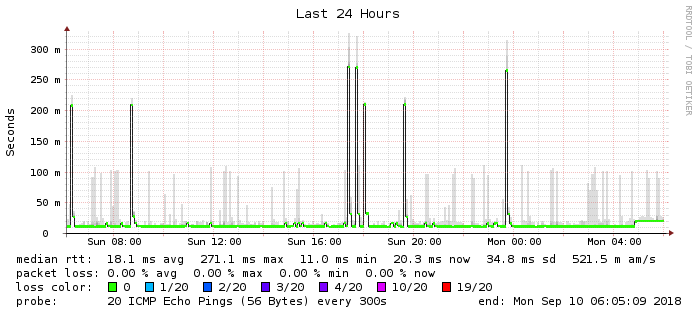 Last 24 Hours
RRDTOOL / TOBI OETIKER
Seconds
300 m
250 m
200 m
150 m
100 m
50 m
0
Sun 08:00 Sun 12:00 Sun 16:00 Sun 20:00 Mon 00:00 Mon 04:00
median rtt: 18.1 ms avg 271.1 ms max 11.0 ms min 20.3 ms now 34.8 ms sd 521.5 m am/s
packet loss: 0.00 % avg 0.00 % max 0.00 % min 0.00 % now
loss color: 0 1/20 2/20 3/20 4/20 10/20 19/20
probe: 20 ICMP Echo Pings (56 Bytes) every 300s end: Mon Sep 10 06:05:09 2018